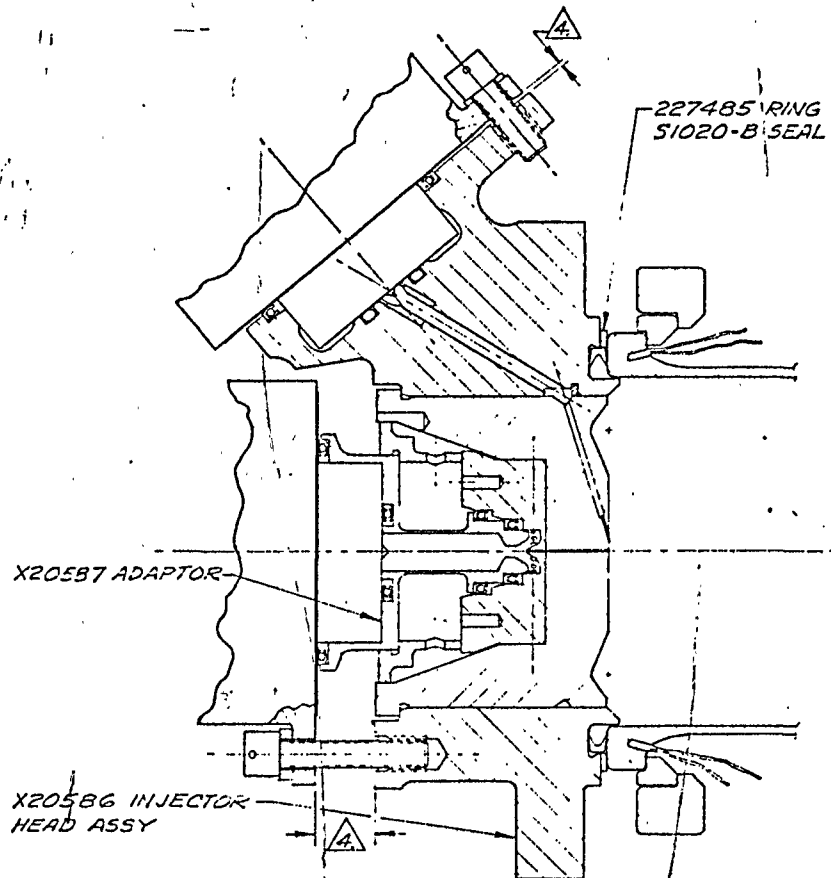 4.
227485 RING
S1020-B SEAL
X20587 ADAPTOR
X20586 INJECTOR
HEAD ASSY
4.